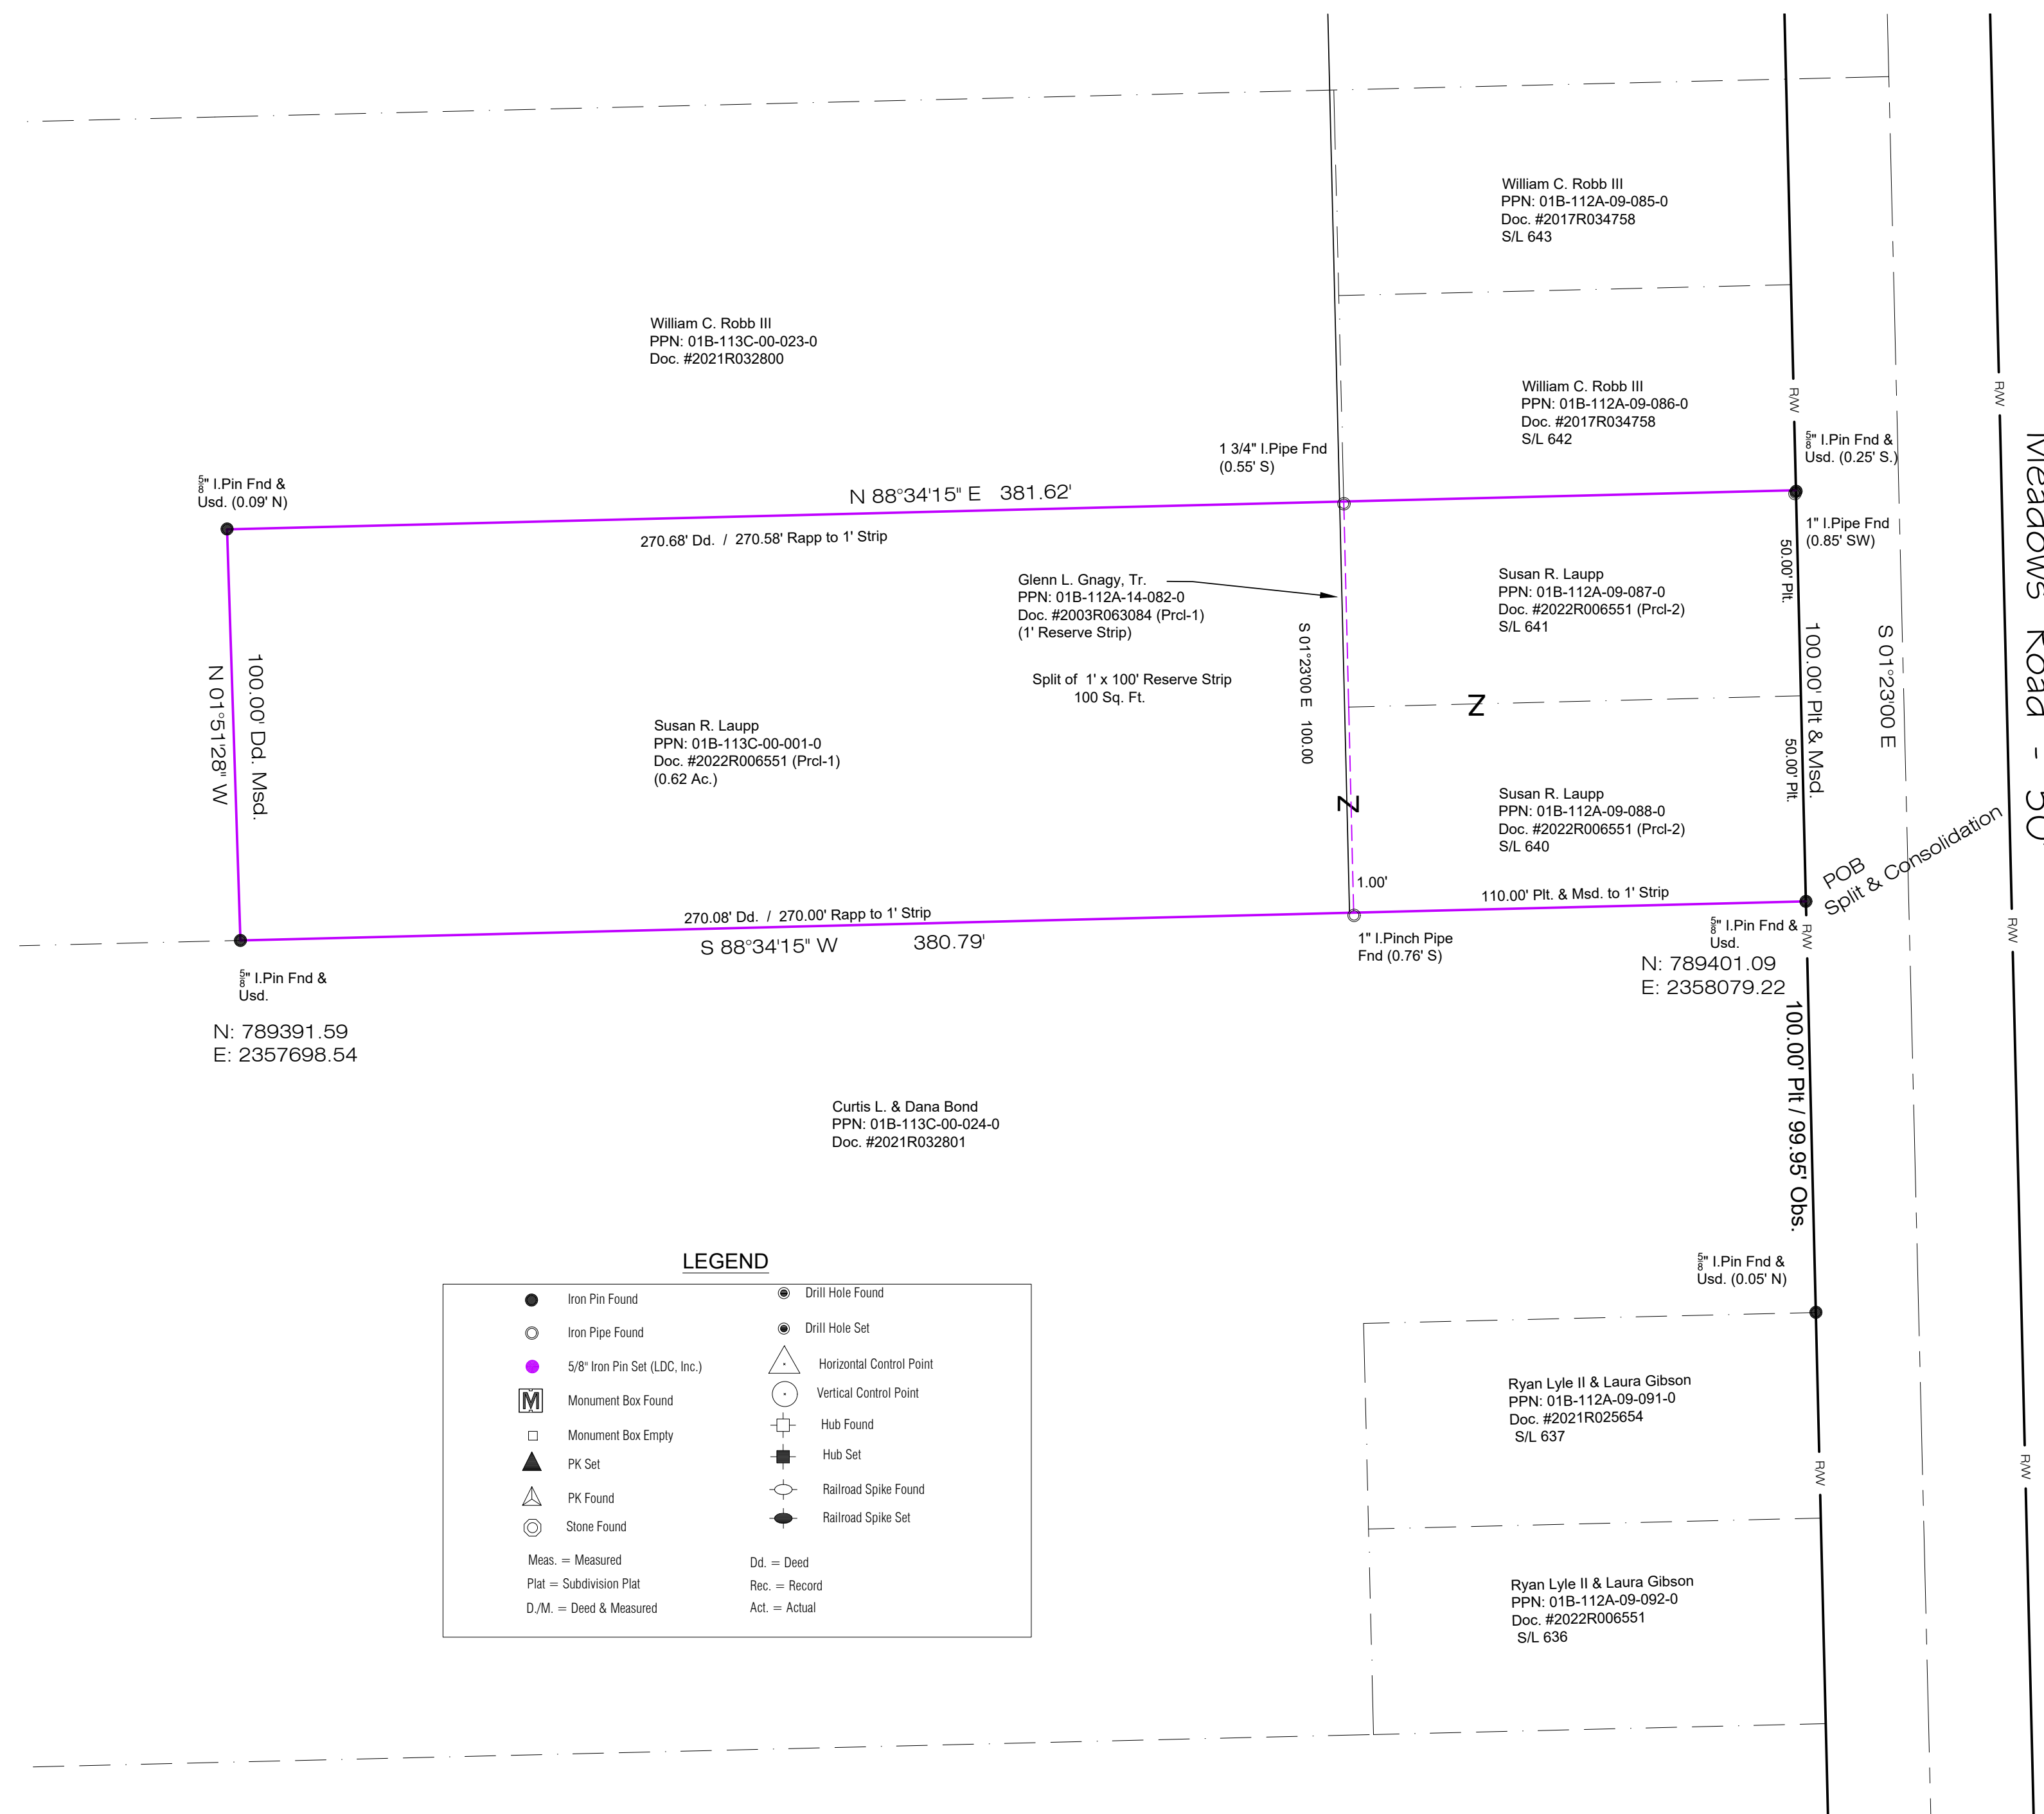 William C. Robb III
PPN: 01B-112A-09-085-0
Doc. #2017R034758
S/L 643
William C. Robb III
PPN: 01B-113C-00-023-0
Doc. #2021R032800
William C. Robb III
PPN: 01B-112A-09-086-0
Doc. #2017R034758
S/L 642
R/W
R/W
Meadows Road - 50'
1 3/4" I.Pipe Fnd
(0.55' S)
5/8" I.Pin Fnd &
Usd. (0.25' S.)
5/8" I.Pin Fnd &
Usd. (0.09' N)
N 88°34'15" E 381.62'
270.68' Dd. / 270.58' Rapp to 1' Strip
1" I.Pipe Fnd
(0.85' SW)
50.00' Plt.
Glenn L. Gnagy, Tr.
PPN: 01B-112A-14-082-0
Doc. #2003R063084 (Prcl-1)
(1' Reserve Strip)
Susan R. Laupp
PPN: 01B-112A-09-087-0
Doc. #2022R006551 (Prcl-2)
S/L 641
S 01°23'00 E 100.00
100.00' Plt & Msd.
S 01°23'00 E
N 01°51'28" W
100.00' Dd. Msd.
Split of 1' x 100' Reserve Strip
100 Sq. Ft.
Z
Susan R. Laupp
PPN: 01B-113C-00-001-0
Doc. #2022R006551 (Prcl-1)
(0.62 Ac.)
50.00' Plt.
Z
Susan R. Laupp
PPN: 01B-112A-09-088-0
Doc. #2022R006551 (Prcl-2)
S/L 640
POB
Split & Consolidation
1.00'
110.00' Plt. & Msd. to 1' Strip
270.08' Dd. / 270.00' Rapp to 1' Strip
S 88°34'15" W 380.79'
1" I.Pinch Pipe
Fnd (0.76' S)
5/8" I.Pin Fnd &
Usd.
R/W
R/W
N: 789401.09
E: 2358079.22
5/8" I.Pin Fnd &
Usd.
N: 789391.59
E: 2357698.54
100.00' Plt / 99.95' Obs.
Curtis L. & Dana Bond
PPN: 01B-113C-00-024-0
Doc. #2021R032801
5/8" I.Pin Fnd &
Usd. (0.05' N)
LEGEND
Iron Pin Found
Iron Pipe Found
5/8" Iron Pin Set (LDC, Inc.)
M
Monument Box Found
Monument Box Empty
PK Set
PK Found
Stone Found
Drill Hole Found
Drill Hole Set
Horizontal Control Point
Vertical Control Point
Hub Found
Hub Set
Railroad Spike Found
Railroad Spike Set
Meas. = Measured
Plat = Subdivision Plat
D./M. = Deed & Measured
Dd. = Deed
Rec. = Record
Act. = Actual
Ryan Lyle II & Laura Gibson
PPN: 01B-112A-09-091-0
Doc. #2021R025654
S/L 637
R/W
R/W
Ryan Lyle II & Laura Gibson
PPN: 01B-112A-09-092-0
Doc. #2022R006551
S/L 636